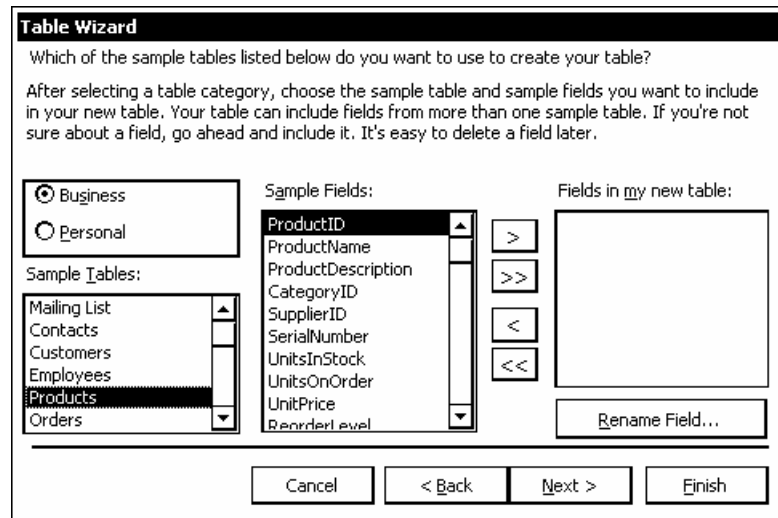 Table Wizard
Which of the sample tables listed below do you want to use to create your table?
After selecting a table category, choose the sample table and sample fields you want to include
in your new table. Your table can include fields from more than one sample table. If you're not
sure about a field, go ahead and include it. It's easy to delete a field later.
Business
Personal
Sample Tables:
Mailing List
Contacts
Customers
Employees
Products
Orders
Sample Fields:
ProductID
ProductName
ProductDescription
CategoryID
SupplierID
SerialNumber
UnitsInStock
UnitsOnOrder
UnitPrice
ReorderLevel
>
>>
<
<<
Fields in my new table:
Rename Field...
Cancel
< Back
Next >
Finish